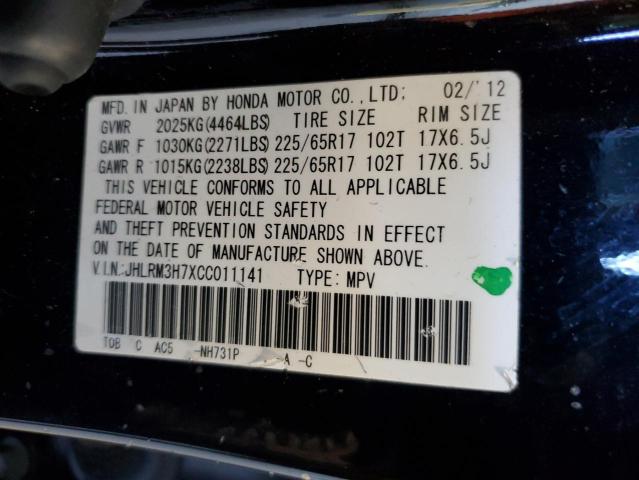 MFD. IN JAPAN BY HONDA MOTOR CO.,LTD: 02/'12
GVWR 2025KG(4464LBS) TIRE SIZE RIM SIZE
GAWR F 1030KG(2271LBS) 225/65R17 102T 17X6.5J
GAWR R 1015KG(2238LBS) 225/65R17 102T 17X6.5J
THIS VEHICLE CONFORMS TO ALL APPLICABLE
FEDERAL MOTOR VEHICLE SAFETY
AND THEFT PREVENTION STANDARDS IN EFFECT
ON THE DATE OF MANUFACTURE SHOWN ABOVE.
V.I.N:JHLRM3H7XCC011141 TYPE: MPV
TOB C AC5 -NH731P -A -C